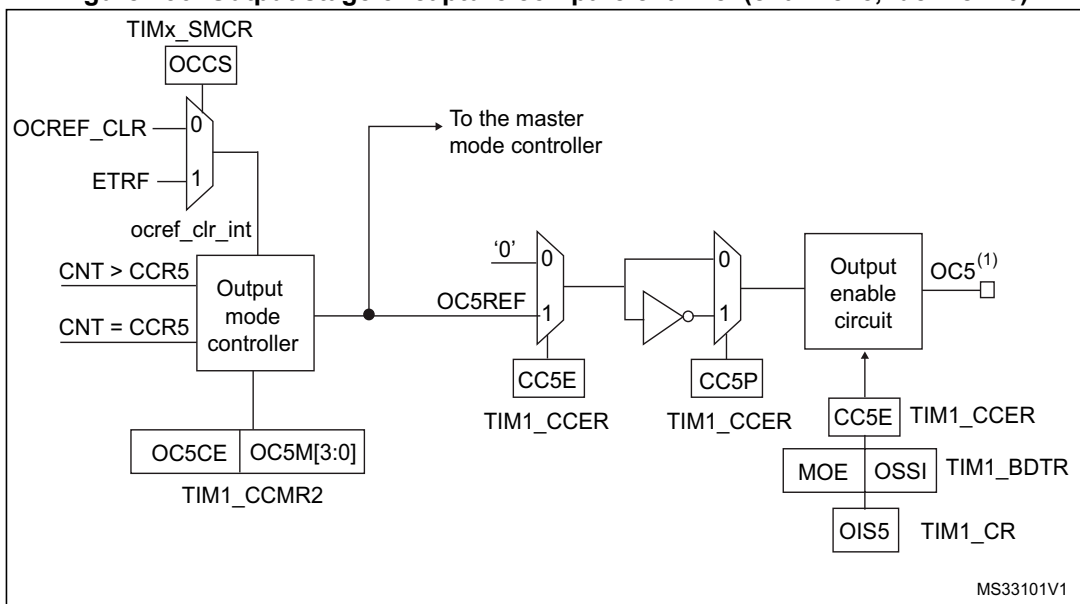 TIMx_SMCR
OCCS
OCREF_CLR
0
ETRF
1
ocref_clr_int
To the master
mode controller
CNT > CCR5
CNT = CCR5
Output
mode
controller
OC5CE
OC5M[3:0]
TIM1_CCMR2
‘0’
0
OC5REF
1
CC5E
TIM1_CCER
0
1
CC5P
TIM1_CCER
Output
enable
circuit
OC5(1)
CC5E
TIM1_CCER
MOE
OSSI
TIM1_BDTR
OIS5
TIM1_CR
MS33101V1